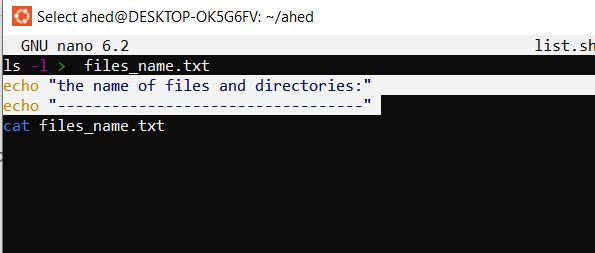 Select ahed@DESKTOP-OK5G6FV: ~/ahed
GNU nano 6.2 list.sh
ls -l > files_name.txt
echo "the name of files and directories:"
echo "----------------------------------"
cat files_name.txt